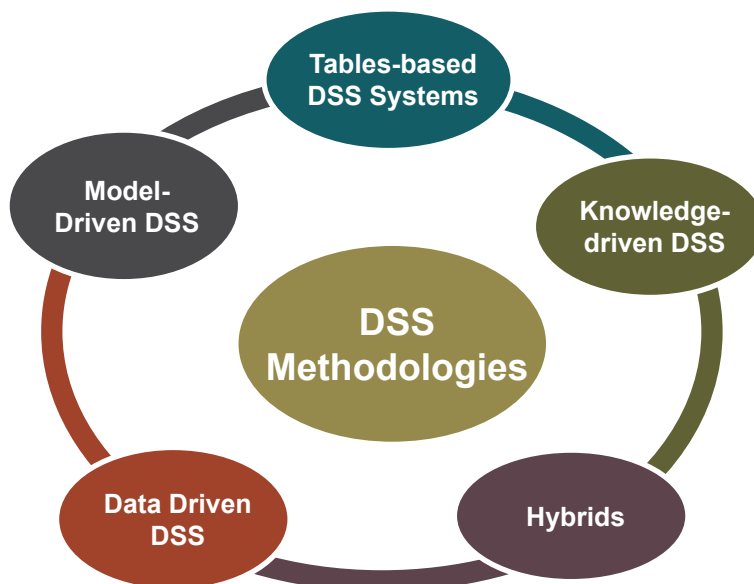 Tables-based
DSS Systems
Model-
Driven DSS
Knowledge-
driven DSS
DSS
Methodologies
Data Driven
DSS
Hybrids